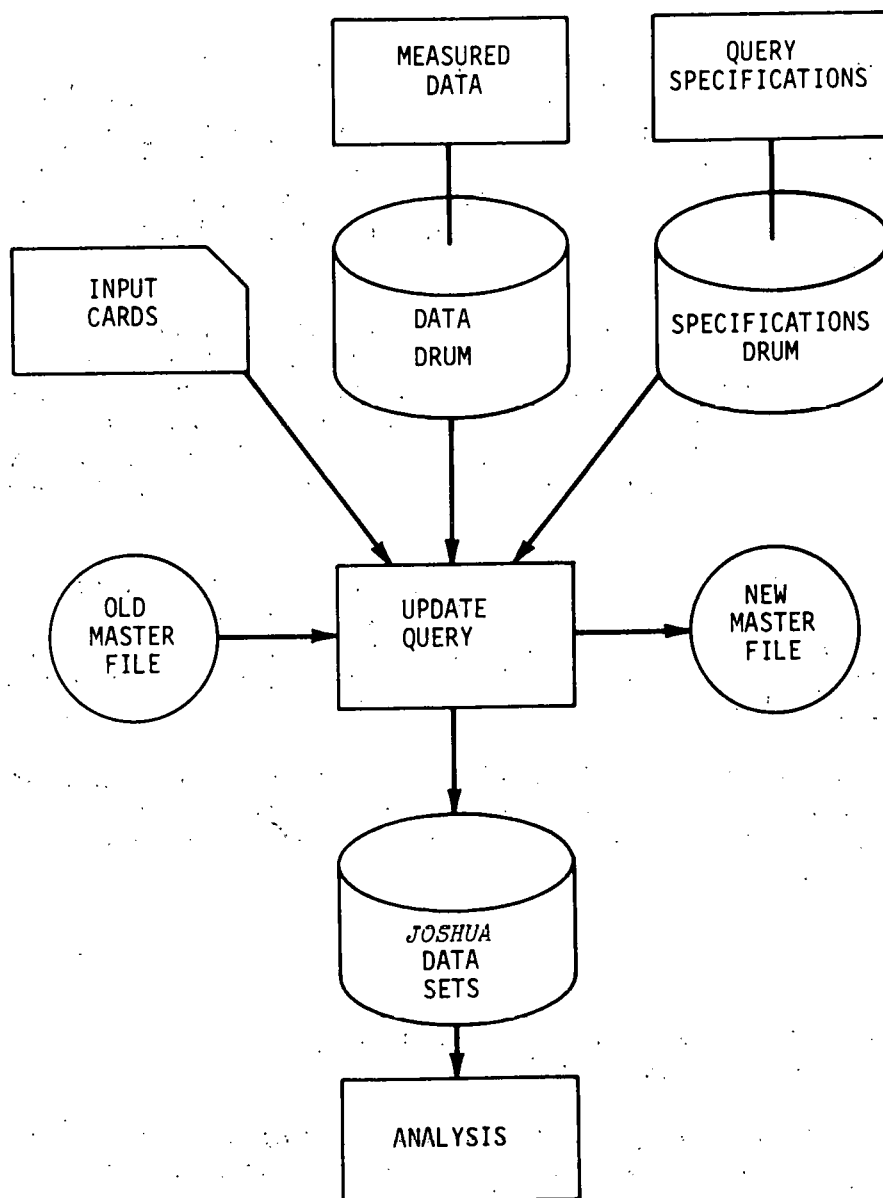 MEASURED
DATA
QUERY
SPECIFICATIONS
INPUT
CARDS
DATA
DRUM
SPECIFICATIONS
DRUM
OLD
MASTER
FILE
UPDATE
QUERY
NEW
MASTER
FILE
JOSHUA
DATA
SETS
ANALYSIS